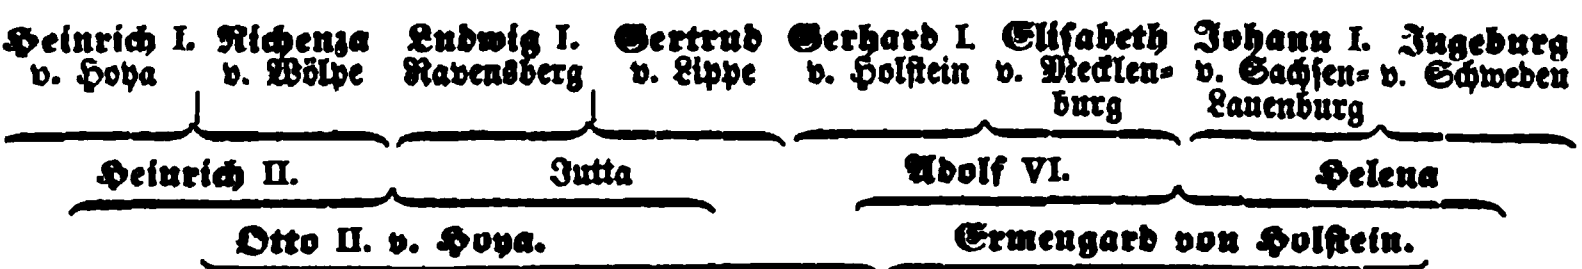 Heinrich I. Richenza Ludwig I. Gertrud Gerhard I. Elisabeth Johann I. Ingeburg
v. Hoya v. Wölpe Ravensberg v. Lippe v. Holstein v. Mecklen- v. Sachsen- v. Schweden
burg Lauenburg
Heinrich II. Jutta Adolf VI. Helena
Otto II. v. Hoya. Ermengard von Holstein.